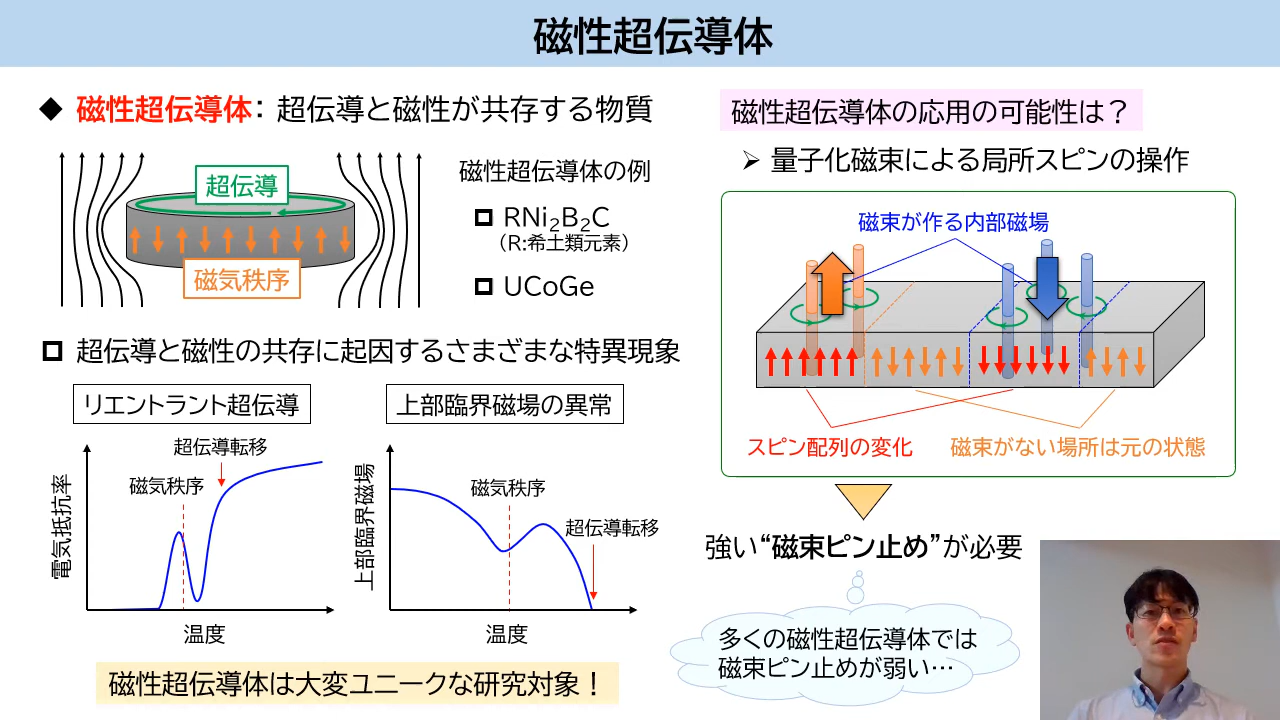 磁性超伝導体
◆ 磁性超伝導体： 超伝導と磁性が共存する物質
超伝導
磁気秩序
磁性超伝導体の例
RNi₂B₂C
（R:希土類元素）
UCoGe
超伝導と磁性の共存に起因するさまざまな特異現象
リエントラント超伝導
超伝導転移
磁気秩序
電気抵抗率
温度
上部臨界磁場の異常
磁気秩序
超伝導転移
上部臨界磁場
温度
磁性超伝導体は大変ユニークな研究対象！
磁性超伝導体の応用の可能性は？
➢ 量子化磁束による局所スピンの操作
磁束が作る内部磁場
スピン配列の変化
磁束がない場所は元の状態
強い“磁束ピン止め”が必要
多くの磁性超伝導体では
磁束ピン止めが弱い…